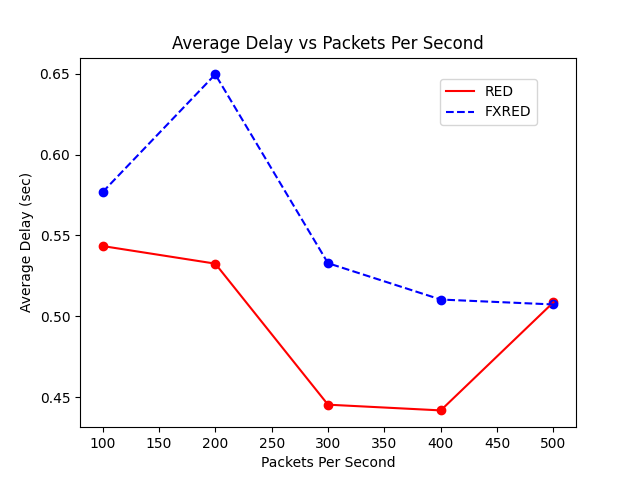 Average Delay vs Packets Per Second
Average Delay (sec)
0.65
0.60
0.55
0.50
0.45
RED
FXRED
100 150 200 250 300 350 400 450 500
Packets Per Second